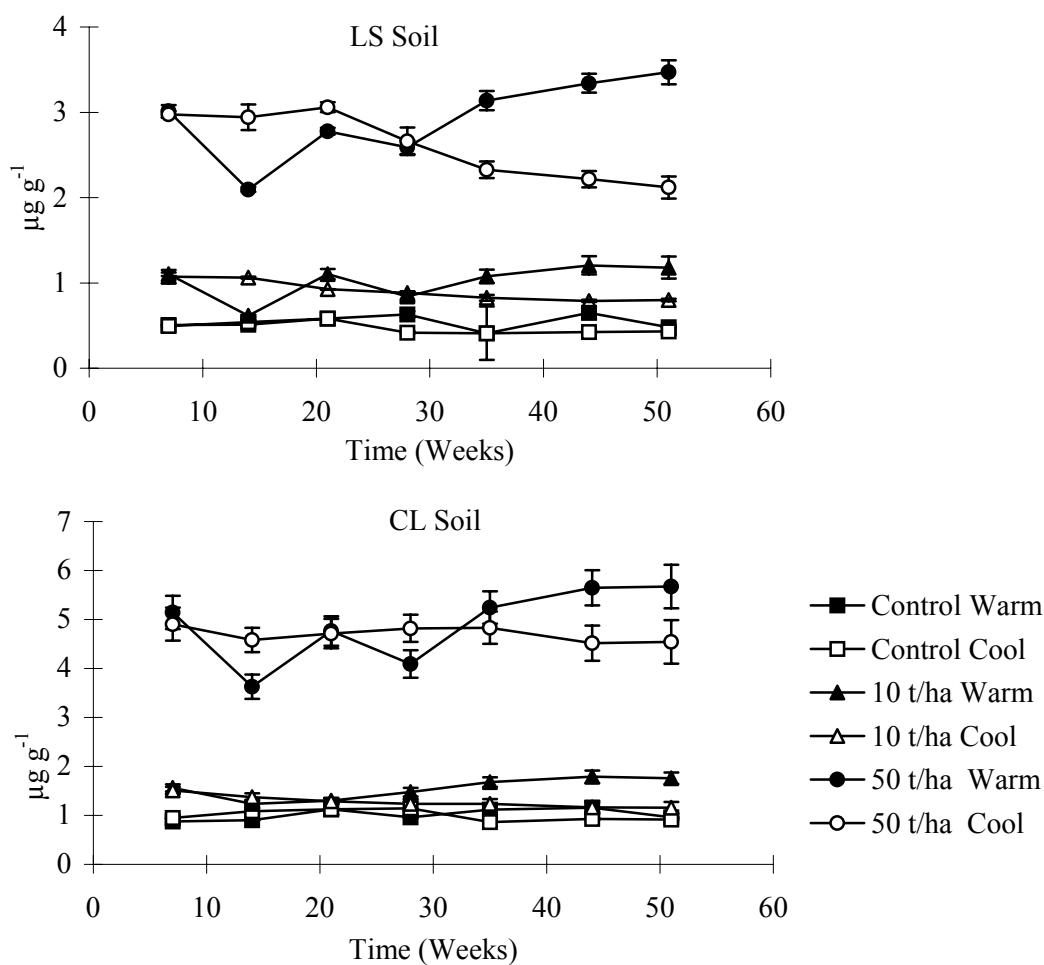 LS Soil
4
3
2
1
0
µg g⁻¹
0 10 20 30 40 50 60
Time (Weeks)
CL Soil
7
6
5
4
3
2
1
0
µg g⁻¹
0 10 20 30 40 50 60
Time (Weeks)
Control Warm
Control Cool
10 t/ha Warm
10 t/ha Cool
50 t/ha Warm
50 t/ha Cool